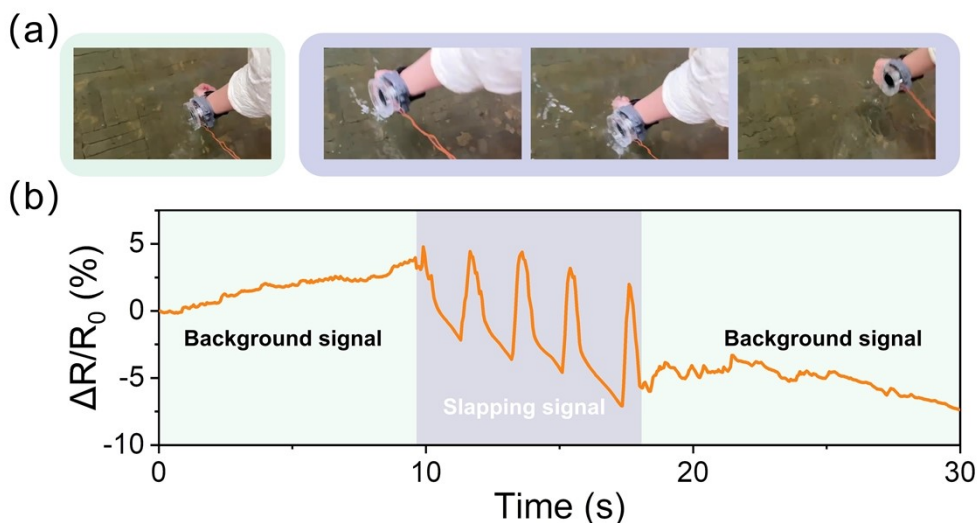 (a)
(b)
ΔR/R₀ (%)
5
0
-5
-10
Background signal
Slapping signal
Background signal
0
10
20
30
Time (s)